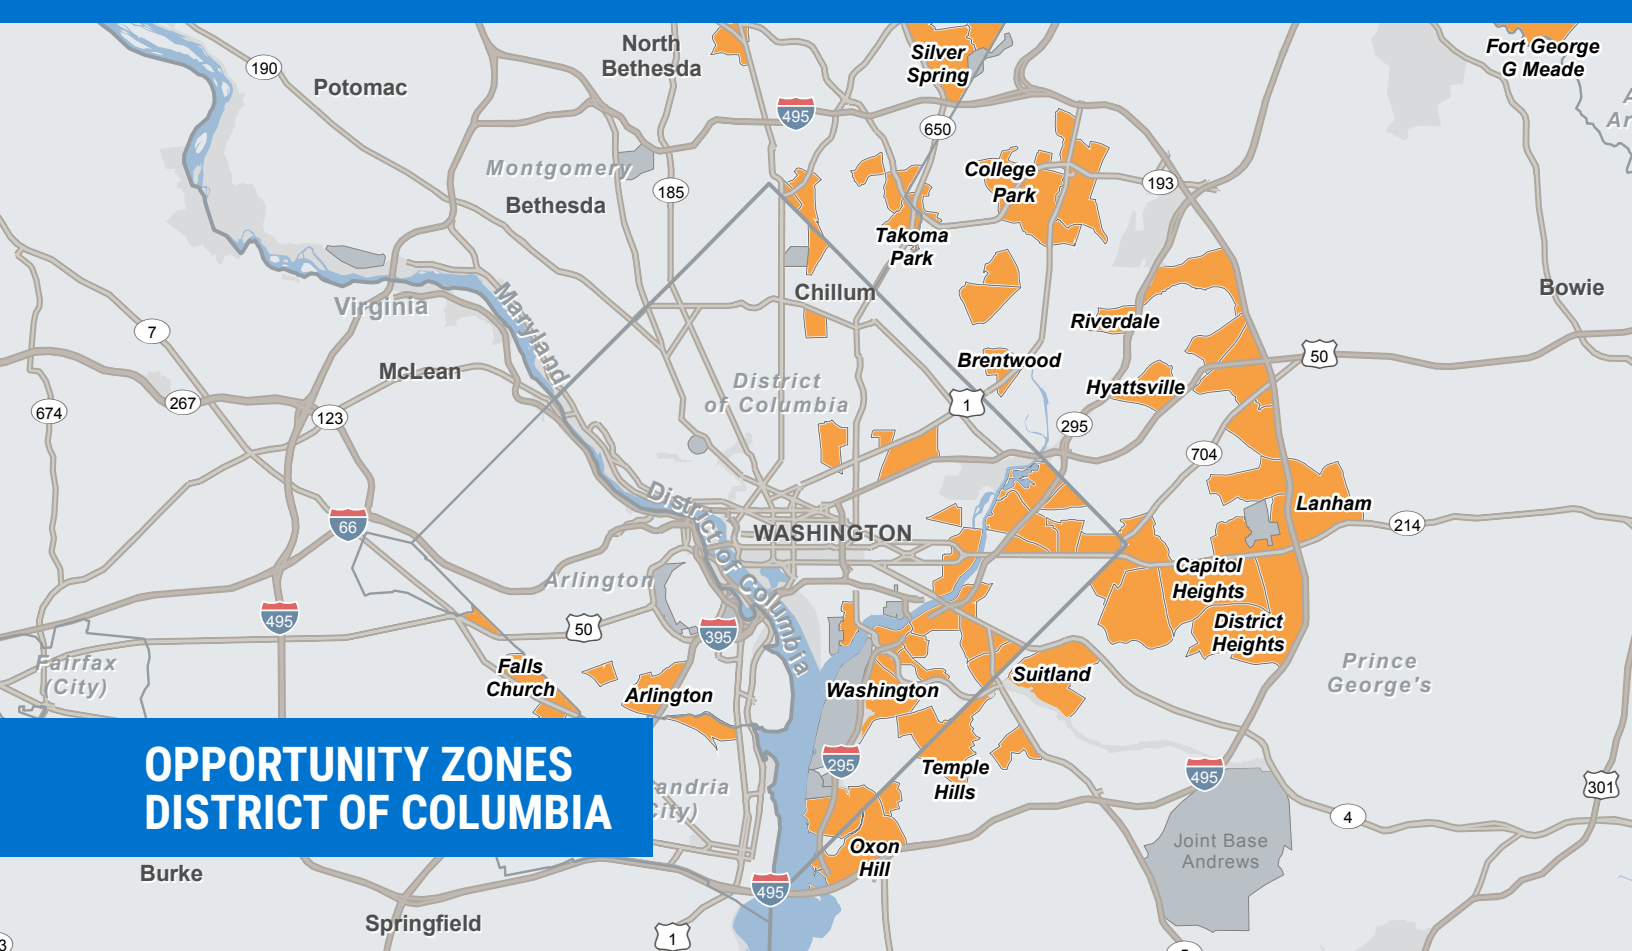 North
Bethesda
Silver
Spring
Fort George
G Meade
190
Potomac
495
650
Montgomery
185
Bethesda
College
Park
193
Takoma
Park
Virginia
Maryland
Chillum
Bowie
7
Riverdale
McLean
Brentwood
50
District
of Columbia
Hyattsville
267
674
123
1
295
704
District of Columbia
Lanham
66
WASHINGTON
214
Arlington
Capitol
Heights
495
50
395
District
Heights
Fairfax
(City)
Falls
Church
Arlington
Washington
Suitland
Prince
George's
OPPORTUNITY ZONES
DISTRICT OF COLUMBIA
andria
City)
295
Temple
Hills
495
301
4
Joint Base
Andrews
Oxon
Hill
Burke
495
Springfield
1
3